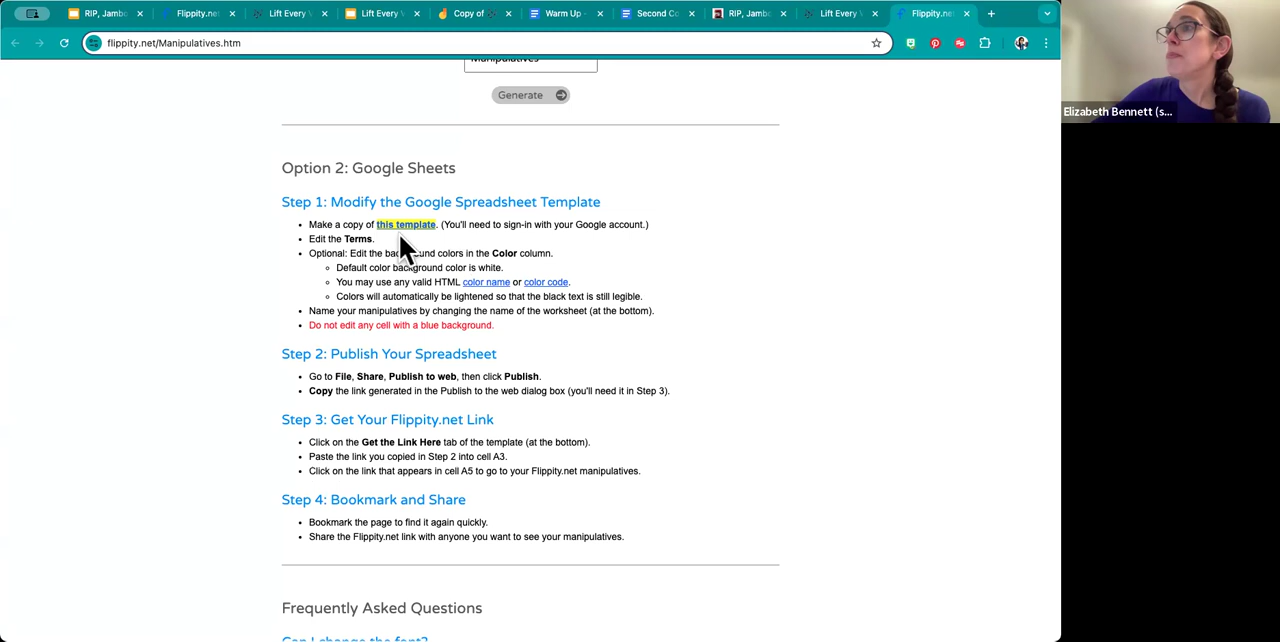 RIP, Jambo
Flippity.net
Lift Every V
Lift Every V
Copy of
Warm Up -
Second Co
RIP, Jambo
Lift Every V
Flippity.net
flippity.net/Manipulatives.htm
Elizabeth Bennett (s...
Manipulatives
Generate
Option 2: Google Sheets
Step 1: Modify the Google Spreadsheet Template
• Make a copy of this template. (You'll need to sign-in with your Google account.)
• Edit the Terms.
• Optional: Edit the background colors in the Color column.
◦ Default color background color is white.
◦ You may use any valid HTML color name or color code.
◦ Colors will automatically be lightened so that the black text is still legible.
• Name your manipulatives by changing the name of the worksheet (at the bottom).
• Do not edit any cell with a blue background.
Step 2: Publish Your Spreadsheet
• Go to File, Share, Publish to web, then click Publish.
• Copy the link generated in the Publish to the web dialog box (you'll need it in Step 3).
Step 3: Get Your Flippity.net Link
• Click on the Get the Link Here tab of the template (at the bottom).
• Paste the link you copied in Step 2 into cell A3.
• Click on the link that appears in cell A5 to go to your Flippity.net manipulatives.
Step 4: Bookmark and Share
• Bookmark the page to find it again quickly.
• Share the Flippity.net link with anyone you want to see your manipulatives.
Frequently Asked Questions
Can I change the font?